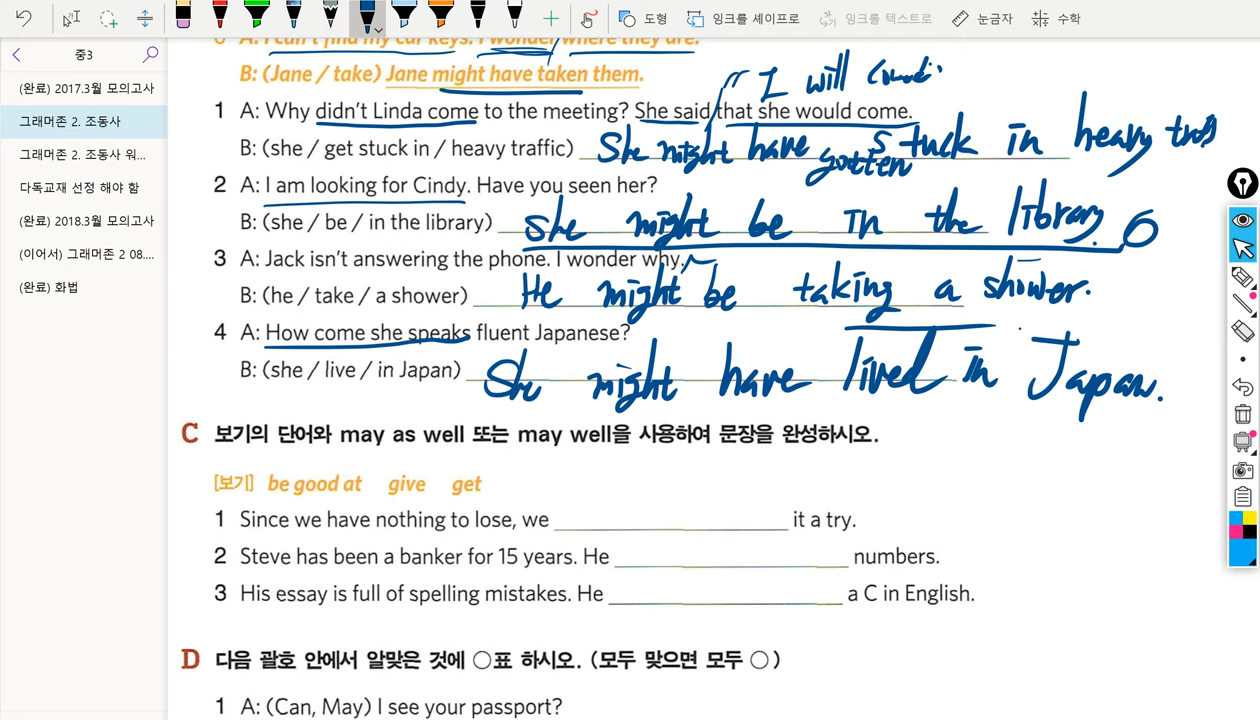 도형
잉크를 셰이프로
잉크를 텍스트로
눈금자
수학
중3
(완료) 2017.3월 모의고사
그래머존 2. 조동사
그래머존 2. 조동사 워...
다독교재 선정 해야 함
(완료) 2018.3월 모의고사
(이어서) 그래머존 2 08....
(완료) 화법
A: I can't find my car keys. I wonder where they are.
B: (Jane / take) Jane might have taken them.
" I will
1 A: Why didn't Linda come to the meeting? She said that she would come.
B: (she / get stuck in / heavy traffic) She might have gotten stuck in heavy
2 A: I am looking for Cindy. Have you seen her?
B: (she / be / in the library) she might be in the library.
3 A: Jack isn't answering the phone. I wonder why.
B: (he / take / a shower) He might be taking a shower.
4 A: How come she speaks fluent Japanese?
B: (she / live / in Japan) She might have lived in Japan.
C 보기의 단어와 may as well 또는 may well을 사용하여 문장을 완성하시오.
[보기] be good at give get
1 Since we have nothing to lose, we it a try.
2 Steve has been a banker for 15 years. He numbers.
3 His essay is full of spelling mistakes. He a C in English.
D 다음 괄호 안에서 알맞은 것에 ○표 하시오. (모두 맞으면 모두 ○)
1 A: (Can, May) I see your passport?